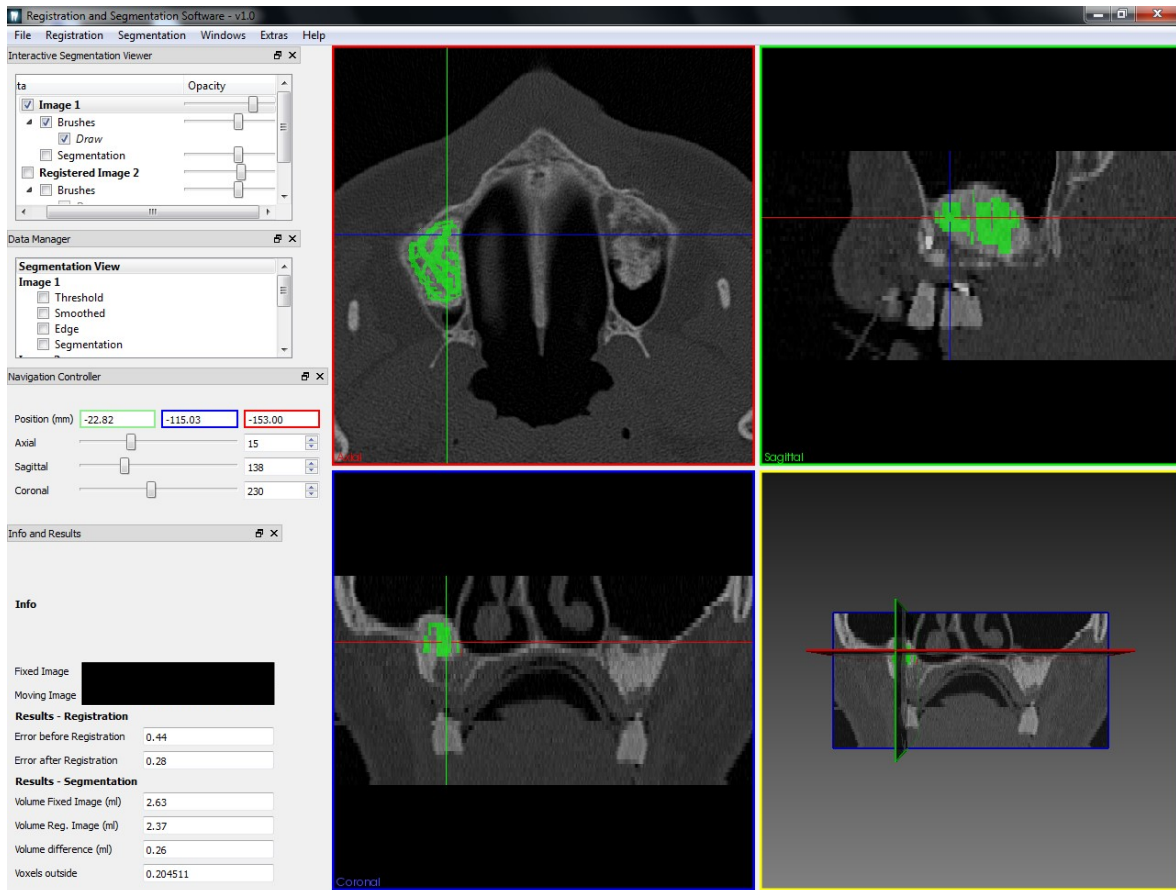 Registration and Segmentation Software - v1.0
File Registration Segmentation Windows Extras Help
Interactive Segmentation Viewer
ta Opacity
Image 1
Brushes
Draw
Segmentation
Registered Image 2
Brushes
Data Manager
Segmentation View
Image 1
Threshold
Smoothed
Edge
Segmentation
Navigation Controller
Position (mm) -22.82 -115.03 -153.00
Axial 15
Sagittal 138
Coronal 230
Info and Results
Info
Fixed Image
Moving Image
Results - Registration
Error before Registration 0.44
Error after Registration 0.28
Results - Segmentation
Volume Fixed Image (ml) 2.63
Volume Reg. Image (ml) 2.37
Volume difference (ml) 0.26
Voxels outside 0.204511
Axial
Sagittal
Coronal